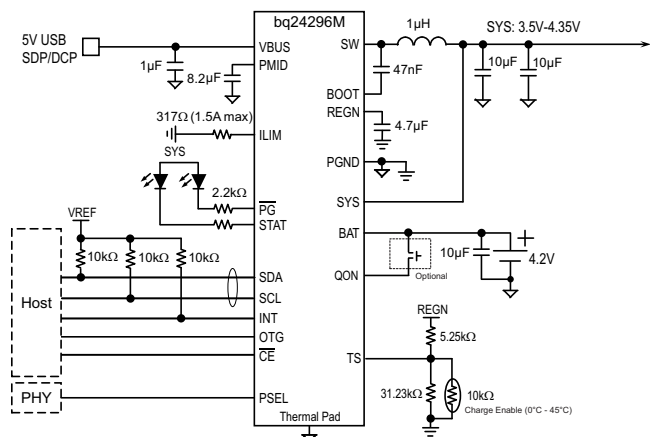 bq24296M
5V USB
SDP/DCP
VBUS
PMID
1µF
8.2µF
317Ω (1.5A max)
ILIM
SYS
2.2kΩ
PG
STAT
VREF
10kΩ
10kΩ
10kΩ
Host
SDA
SCL
INT
OTG
CE
PHY
PSEL
Thermal Pad
SW
1µH
SYS: 3.5V-4.35V
10µF
10µF
47nF
BOOT
REGN
4.7µF
PGND
SYS
BAT
10µF
4.2V
QON
Optional
REGN
5.25kΩ
TS
31.23kΩ
10kΩ
Charge Enable (0°C - 45°C)